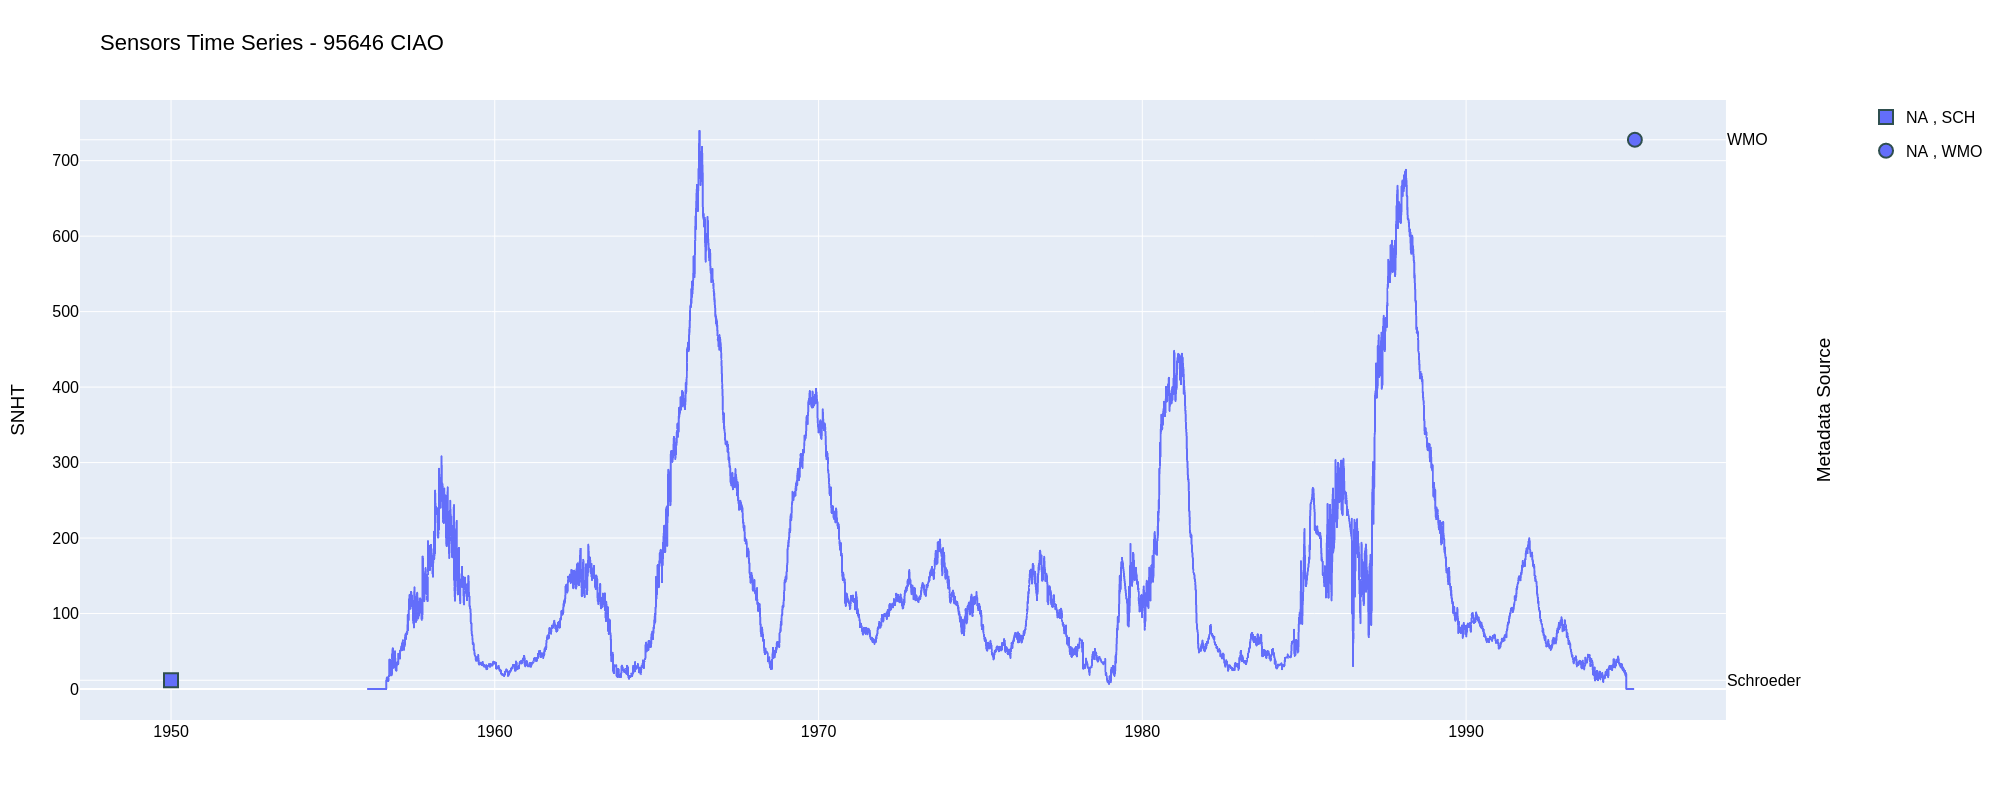 Sensors Time Series - 95646 CIAO
NA , SCH
NA , WMO
WMO
Schroeder
Metadata Source
SNHT
700
600
500
400
300
200
100
0
1950
1960
1970
1980
1990